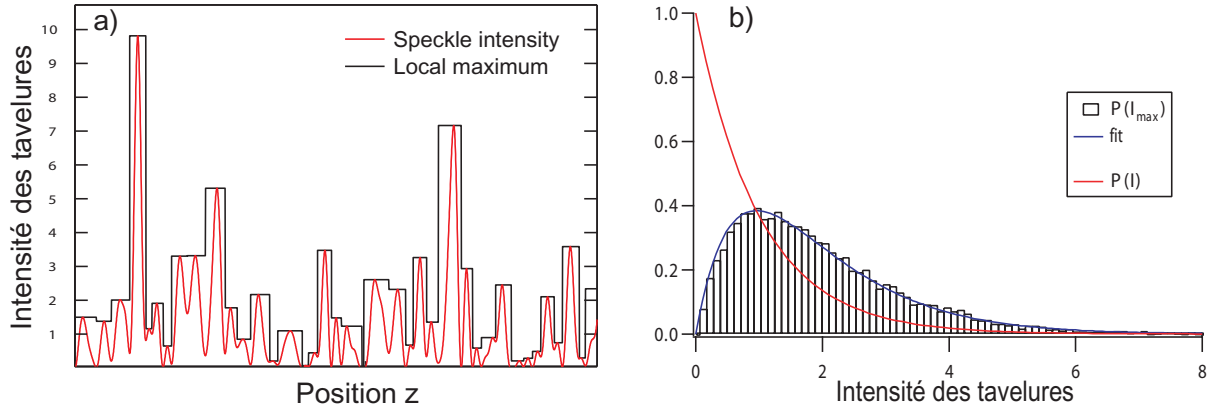 a)
Speckle intensity
Local maximum
10
9
8
7
6
5
4
3
2
1
Intensité des tavelures
Position z
b)
1.0
0.8
0.6
0.4
0.2
0.0
P(I_max)
fit
P(I)
0 2 4 6 8
Intensité des tavelures